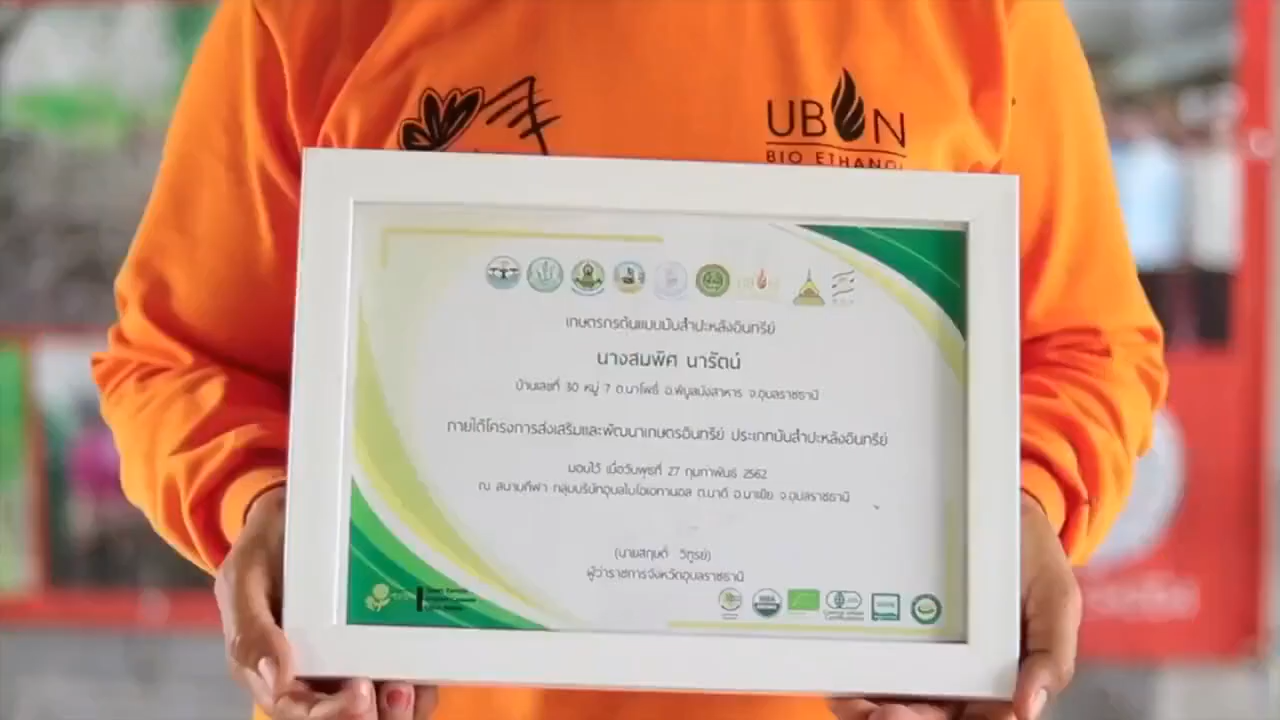 UBON
BIO ETHANOL
เกษตรกรต้นแบบมันสำปะหลังอินทรีย์
นางสมพิศ นารัตน์
บ้านเลขที่ 30 หมู่ 7 ต.นาโพธิ์ อ.พิบูลมังสาหาร จ.อุบลราชธานี
ภายใต้โครงการส่งเสริมและพัฒนาเกษตรอินทรีย์ ประเภทมันสำปะหลังอินทรีย์
มอบไว้ เมื่อวันพุธที่ 27 กุมภาพันธ์ 2562
ณ สนามกีฬา กลุ่มบริษัทอุบลไบโอเอทานอล ต.นาดี อ.นาเยีย จ.อุบลราชธานี
(นายสฤษดิ์ วิฑูรย์)
ผู้ว่าราชการจังหวัดอุบลราชธานี